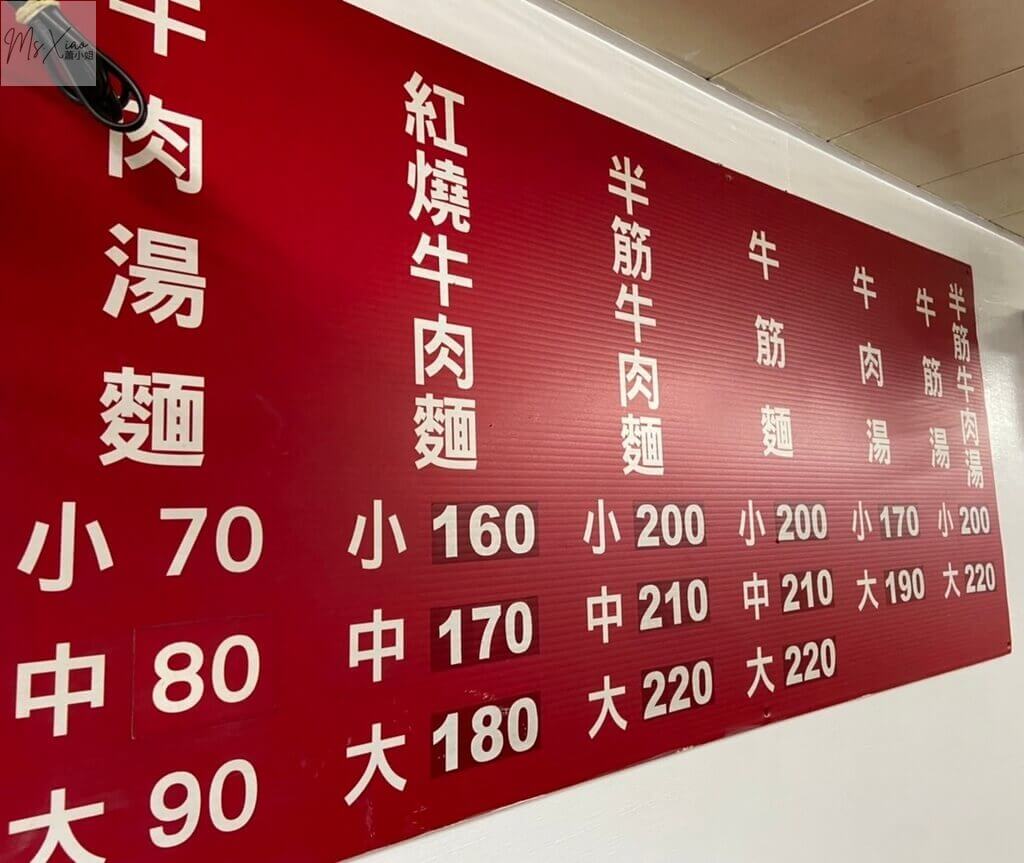 Ms Xiao
蕭小姐
牛肉湯麵
小 70
中 80
大 90
紅燒牛肉麵
小 160
中 170
大 180
半筋牛肉麵
小 200
中 210
大 220
牛筋麵
小 200
中 210
大 220
牛肉湯
小 170
大 190
牛筋湯
半筋牛肉湯
小 200
大 220